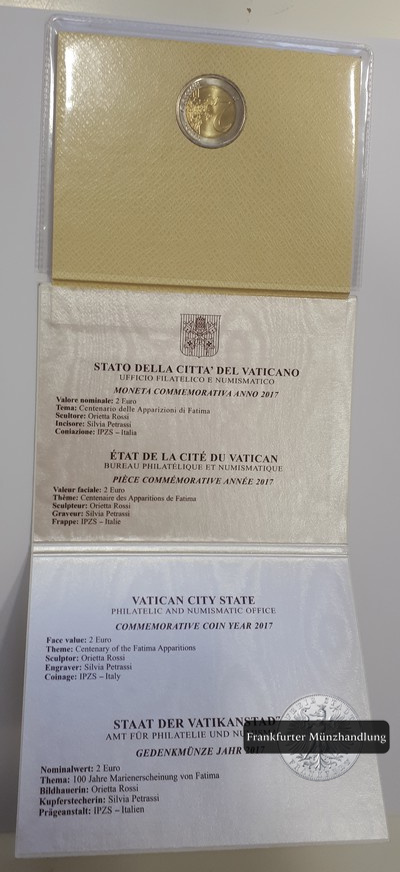 STATO DELLA CITTA' DEL VATICANO
UFFICIO FILATELICO E NUMISMATICO
MONETA COMMEMORATIVA ANNO 2017
Valore nominale: 2 Euro
Tema: Centenario delle Apparizioni di Fatima
Scultore: Orietta Rossi
Incisore: Silvia Petrassi
Coniazione: IPZS – Italia
ÉTAT DE LA CITÉ DU VATICAN
BUREAU PHILATÉLIQUE ET NUMISMATIQUE
PIÈCE COMMÉMORATIVE ANNÉE 2017
Valeur faciale: 2 Euro
Thème: Centenaire des Apparitions de Fatima
Sculpteur: Orietta Rossi
Graveur: Silvia Petrassi
Frappe: IPZS – Italie
VATICAN CITY STATE
PHILATELIC AND NUMISMATIC OFFICE
COMMEMORATIVE COIN YEAR 2017
Face value: 2 Euro
Theme: Centenary of the Fatima Apparitions
Sculptor: Orietta Rossi
Engraver: Silvia Petrassi
Coinage: IPZS – Italy
STAAT DER VATIKANSTADT
AMT FÜR PHILATELIE UND
Frankfurter Münzhandlung
GEDENKMÜNZE JAHR 2017
Nominalwert: 2 Euro
Thema: 100 Jahre Marienerscheinung von Fatima
Bildhauerin: Orietta Rossi
Kupferstecherin: Silvia Petrassi
Prägeanstalt: IPZS – Italien